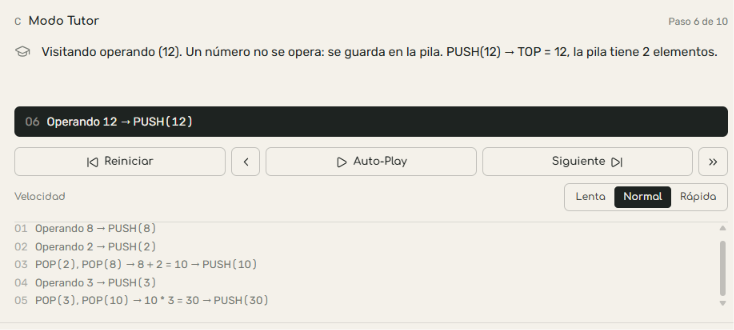 C Modo Tutor
Paso 6 de 10
Visitando operando (12). Un número no se opera: se guarda en la pila. PUSH(12) → TOP = 12, la pila tiene 2 elementos.
06 Operando 12 → PUSH(12)
Reiniciar
Auto-Play
Siguiente
Velocidad
Lenta Normal Rápida
01 Operando 8 → PUSH(8)
02 Operando 2 → PUSH(2)
03 POP(2), POP(8) → 8 + 2 = 10 → PUSH(10)
04 Operando 3 → PUSH(3)
05 POP(3), POP(10) → 10 * 3 = 30 → PUSH(30)